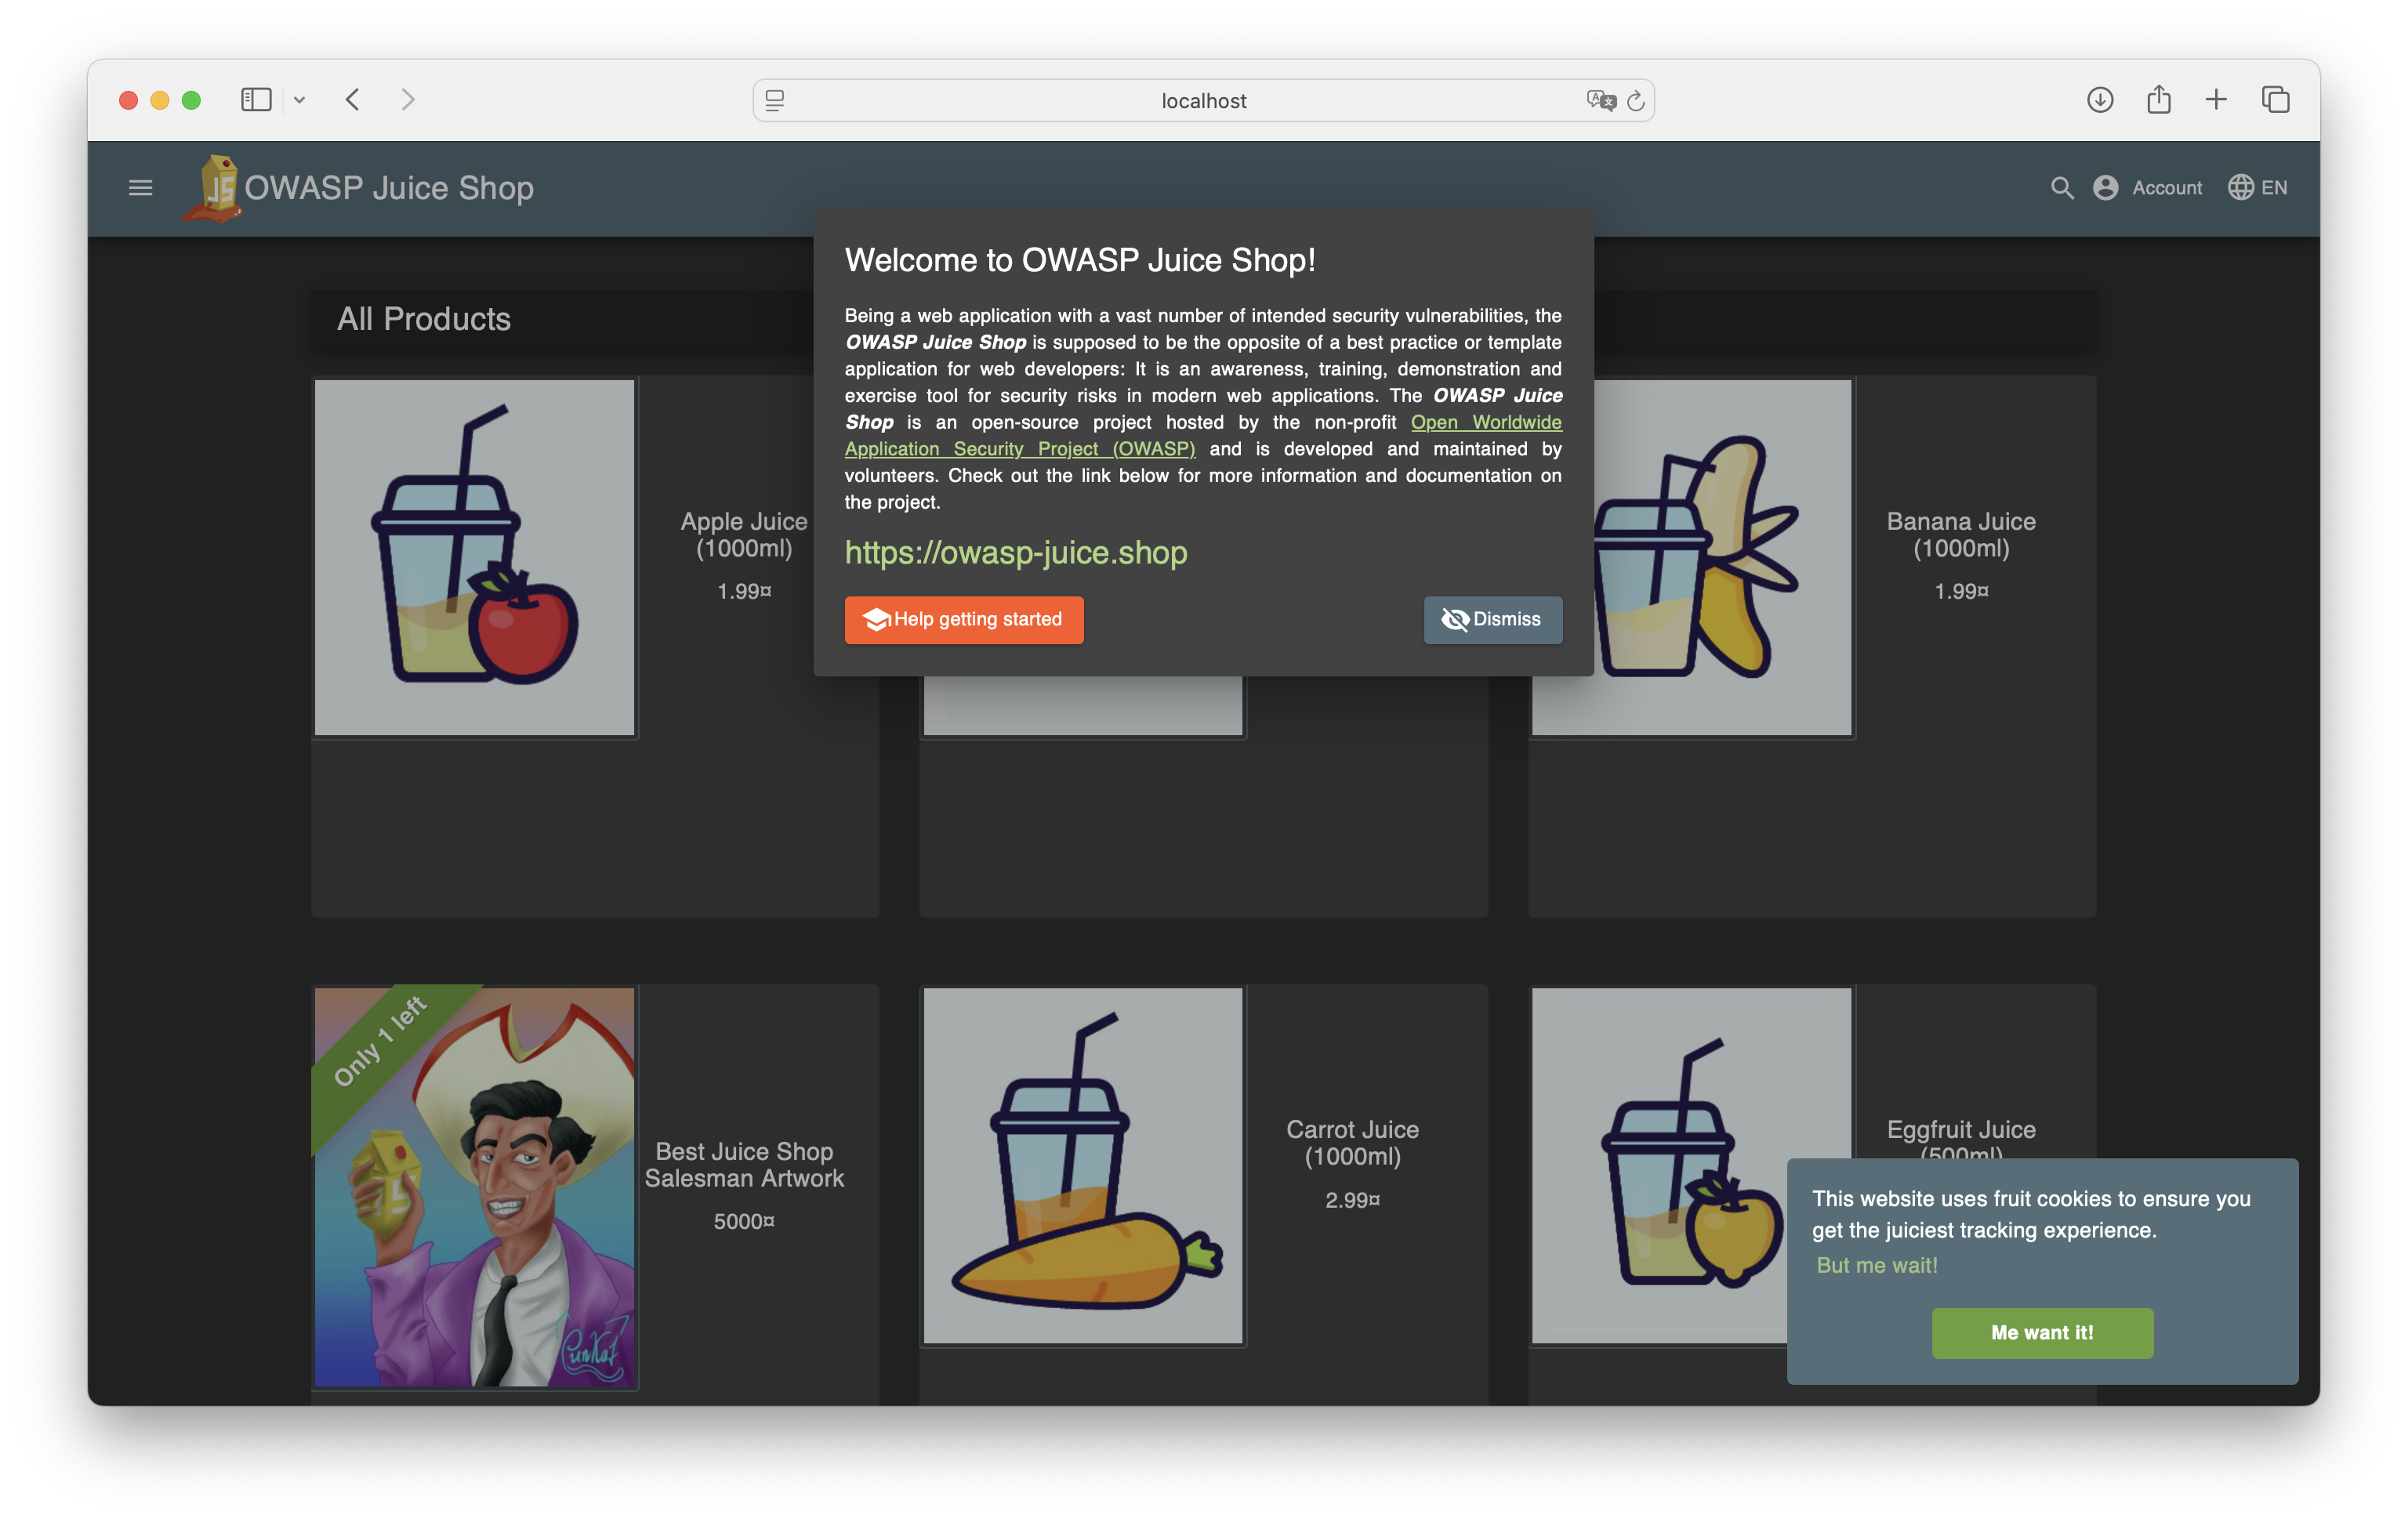 localhost
OWASP Juice Shop
Account
EN
All Products
Welcome to OWASP Juice Shop!
Being a web application with a vast number of intended security vulnerabilities, the
OWASP Juice Shop is supposed to be the opposite of a best practice or template
application for web developers: It is an awareness, training, demonstration and
exercise tool for security risks in modern web applications. The OWASP Juice
Shop is an open-source project hosted by the non-profit Open Worldwide
Application Security Project (OWASP) and is developed and maintained by
volunteers. Check out the link below for more information and documentation on
the project.
https://owasp-juice.shop
Help getting started
Dismiss
Apple Juice
(1000ml)
1.99¤
Banana Juice
(1000ml)
1.99¤
Only 1 left
Best Juice Shop
Salesman Artwork
5000¤
Carrot Juice
(1000ml)
2.99¤
Eggfruit Juice
(500ml)
This website uses fruit cookies to ensure you
get the juiciest tracking experience.
But me wait!
Me want it!